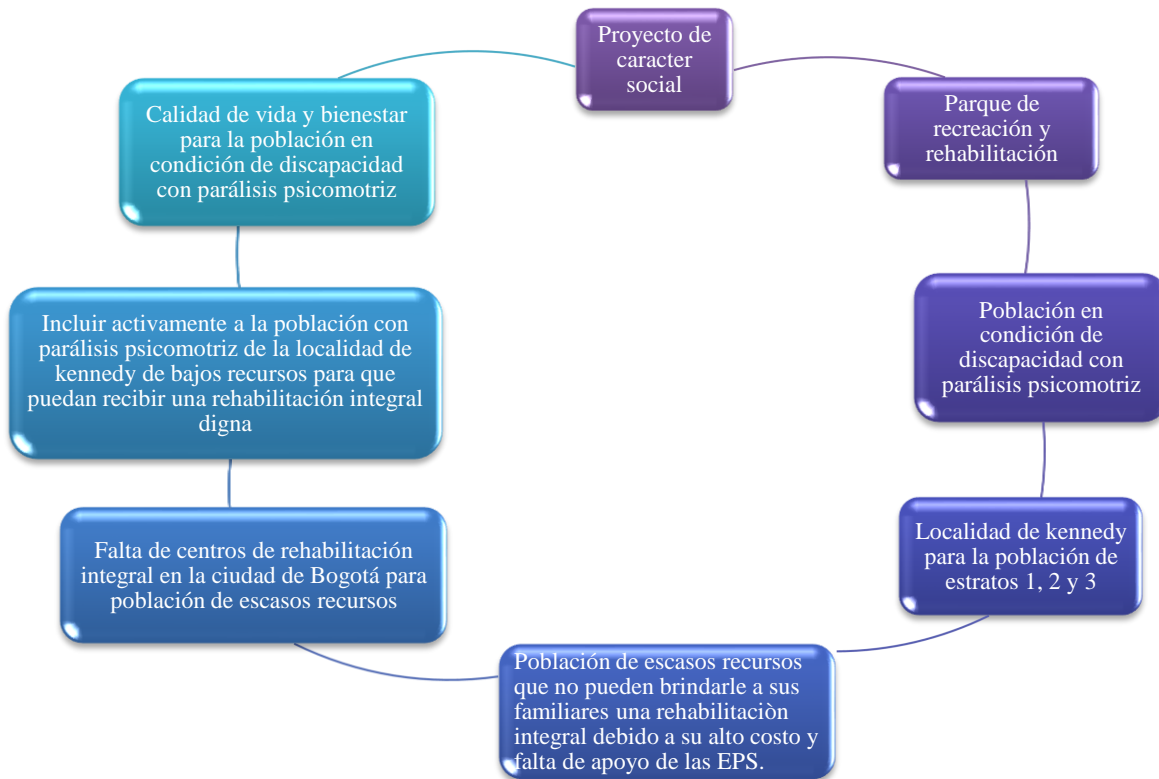 Proyecto de
caracter
social
Parque de
recreación y
rehabilitación
Población en
condición de
discapacidad con
parálisis psicomotriz
Localidad de kennedy
para la población de
estratos 1, 2 y 3
Población de escasos recursos
que no pueden brindarle a sus
familiares una rehabilitaciòn
integral debido a su alto costo y
falta de apoyo de las EPS.
Falta de centros de rehabilitación
integral en la ciudad de Bogotá para
población de escasos recursos
Incluir activamente a la población con
parálisis psicomotriz de la localidad de
kennedy de bajos recursos para que
puedan recibir una rehabilitación integral
digna
Calidad de vida y bienestar
para la población en
condición de discapacidad
con parálisis psicomotriz